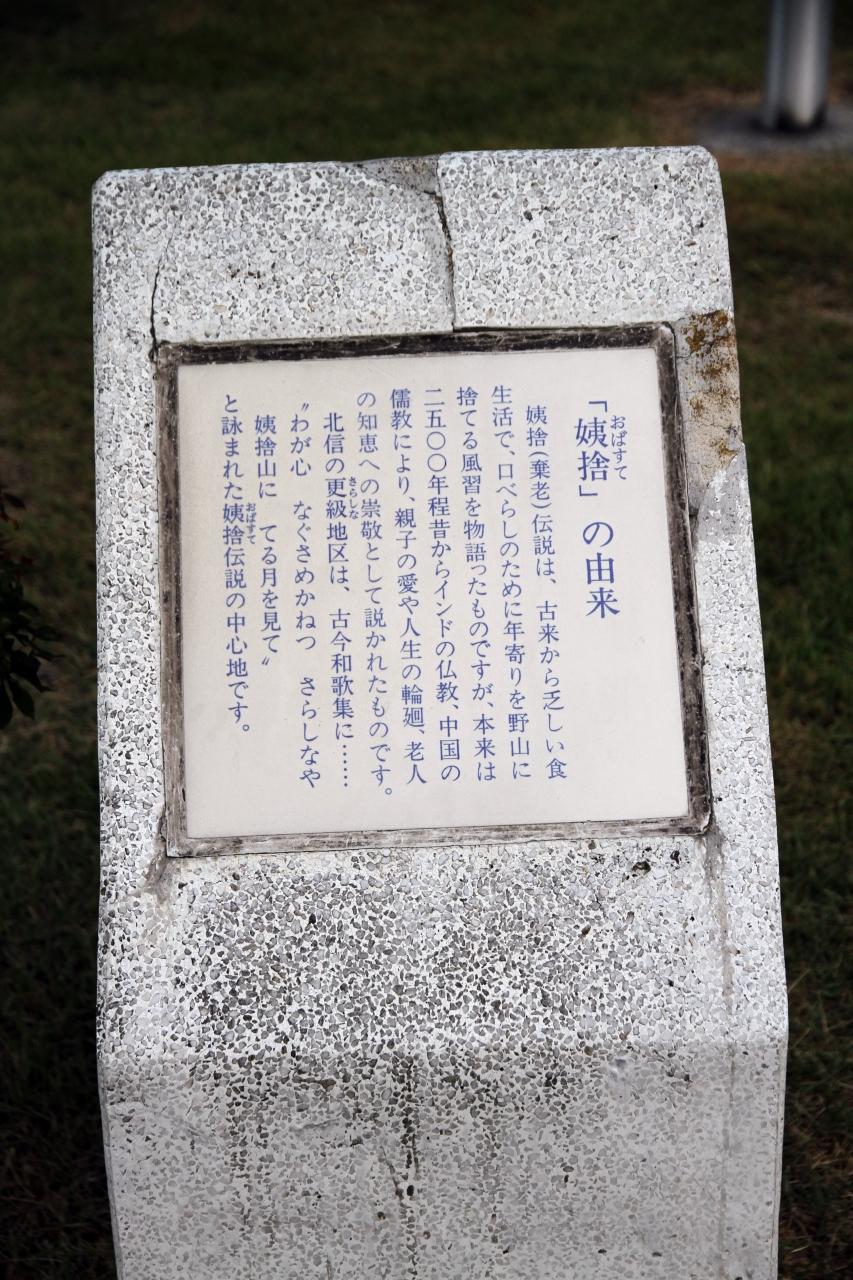 「姨捨」の由来
おばすて
姨捨(棄老)伝説は、古来から乏しい食
生活で、口べらしのために年寄りを野山に
捨てる風習を物語ったものですが、本来は
二五〇〇年程昔からインドの仏教、中国の
儒教により、親子の愛や人生の輪廻、老人
の知恵への崇敬として説かれたものです。
北信の更級地区は、古今和歌集に……
さらしな
〝わが心 なぐさめかねつ さらしなや
姨捨山に てる月を見て〟
と詠まれた姨捨伝説の中心地です。
おばすて